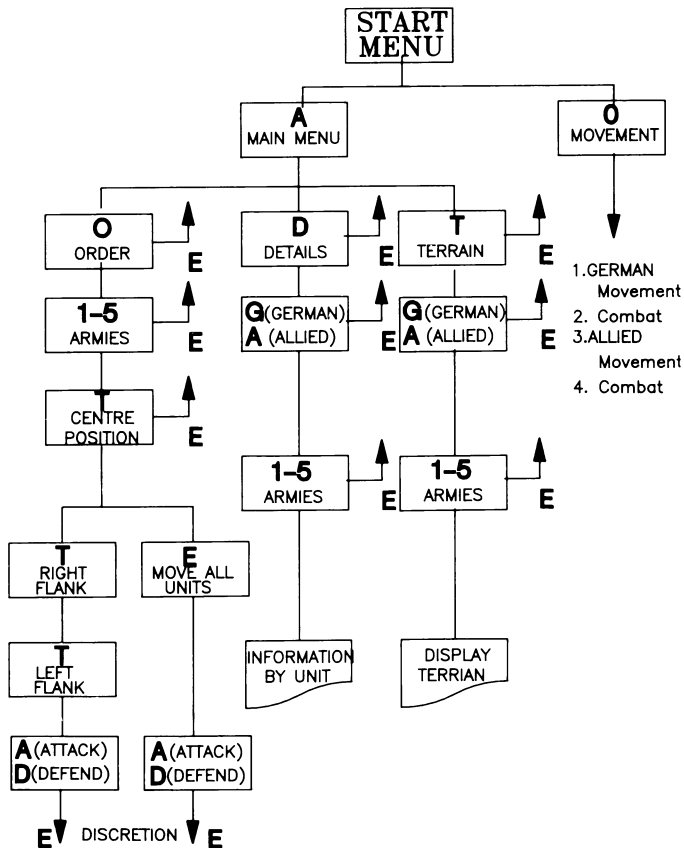 START
MENU
A
MAIN MENU
O
MOVEMENT
O
ORDER
E
D
DETAILS
E
T
TERRAIN
E
1.GERMAN
Movement
2. Combat
3.ALLIED
Movement
4. Combat
1-5
ARMIES
E
G(GERMAN)
A (ALLIED)
E
G(GERMAN)
A (ALLIED)
E
T
CENTRE
POSITION
E
1-5
ARMIES
E
1-5
ARMIES
E
T
RIGHT
FLANK
E
MOVE ALL
UNITS
T
LEFT
FLANK
INFORMATION
BY UNIT
DISPLAY
TERRIAN
A(ATTACK)
D(DEFEND)
A(ATTACK)
D(DEFEND)
E DISCRETION E